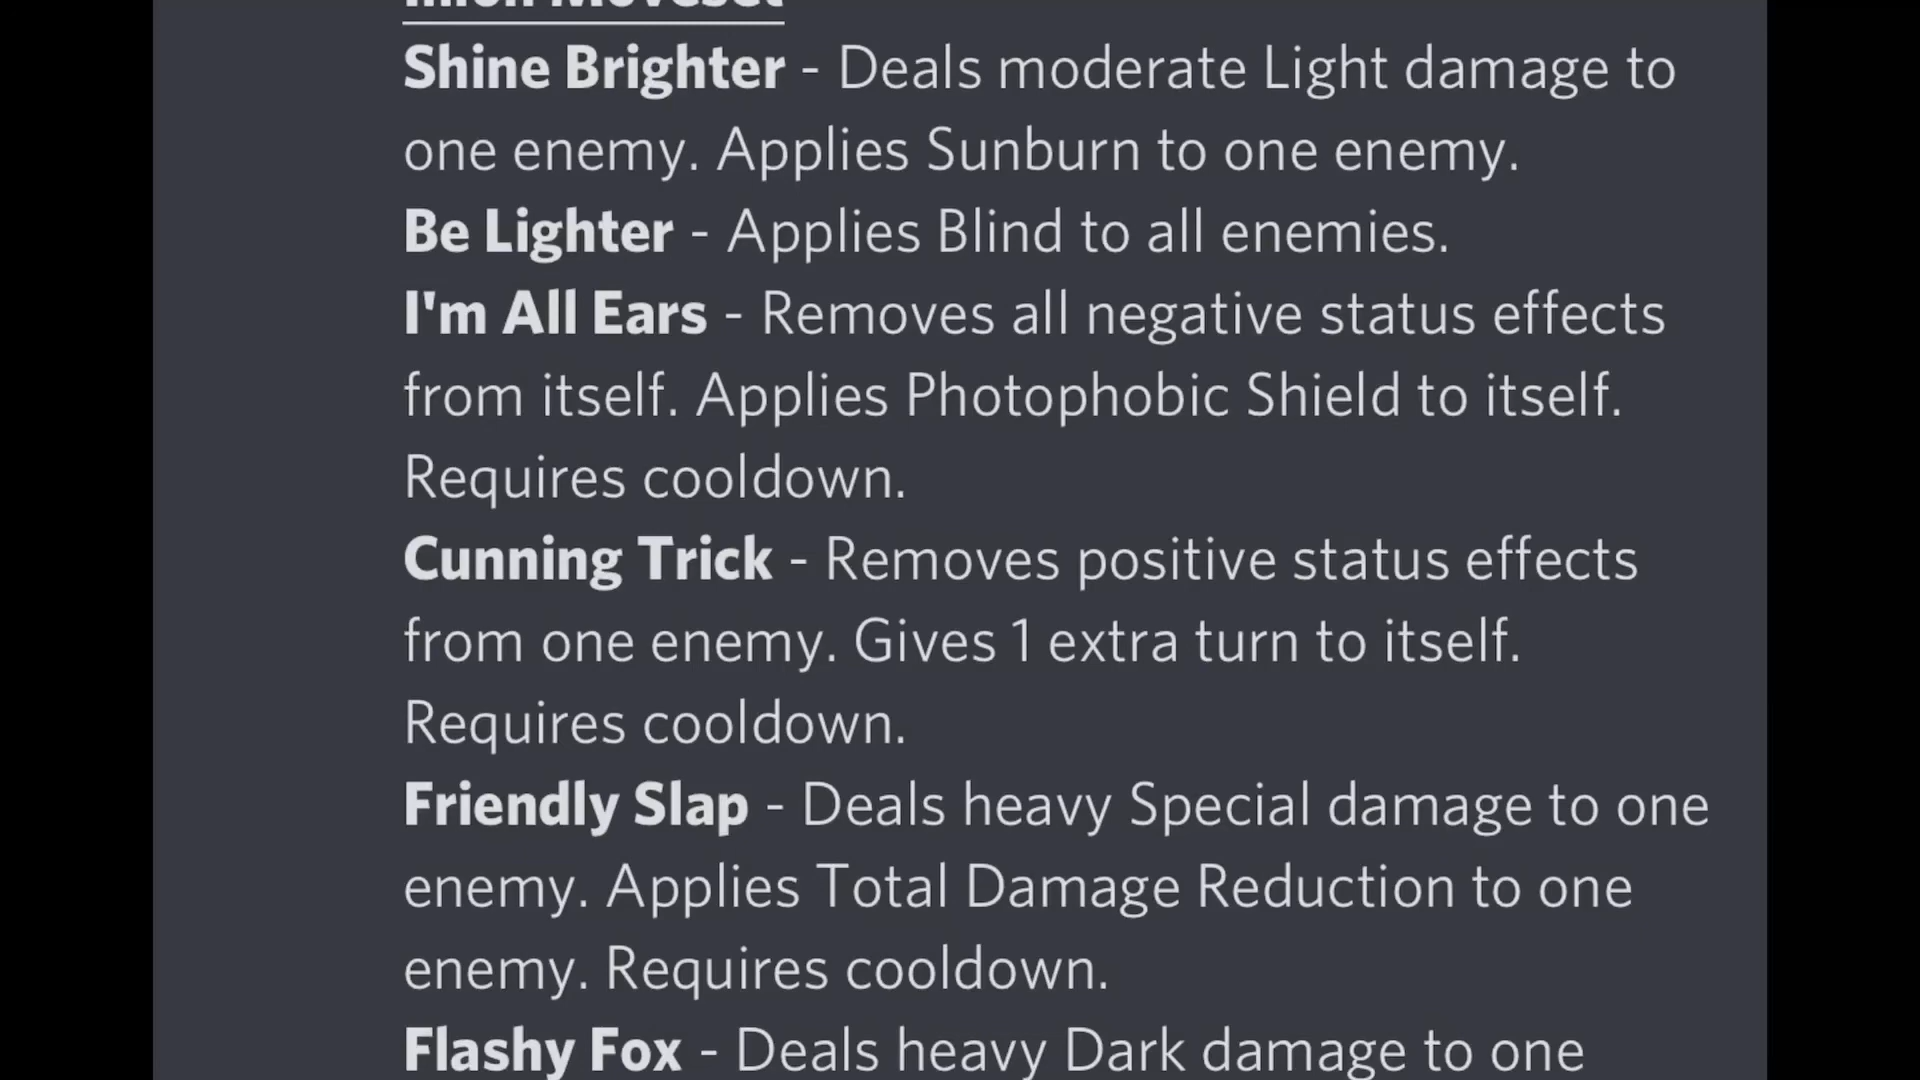 Moveset
Shine Brighter - Deals moderate Light damage to
one enemy. Applies Sunburn to one enemy.
Be Lighter - Applies Blind to all enemies.
I'm All Ears - Removes all negative status effects
from itself. Applies Photophobic Shield to itself.
Requires cooldown.
Cunning Trick - Removes positive status effects
from one enemy. Gives 1 extra turn to itself.
Requires cooldown.
Friendly Slap - Deals heavy Special damage to one
enemy. Applies Total Damage Reduction to one
enemy. Requires cooldown.
Flashy Fox - Deals heavy Dark damage to one